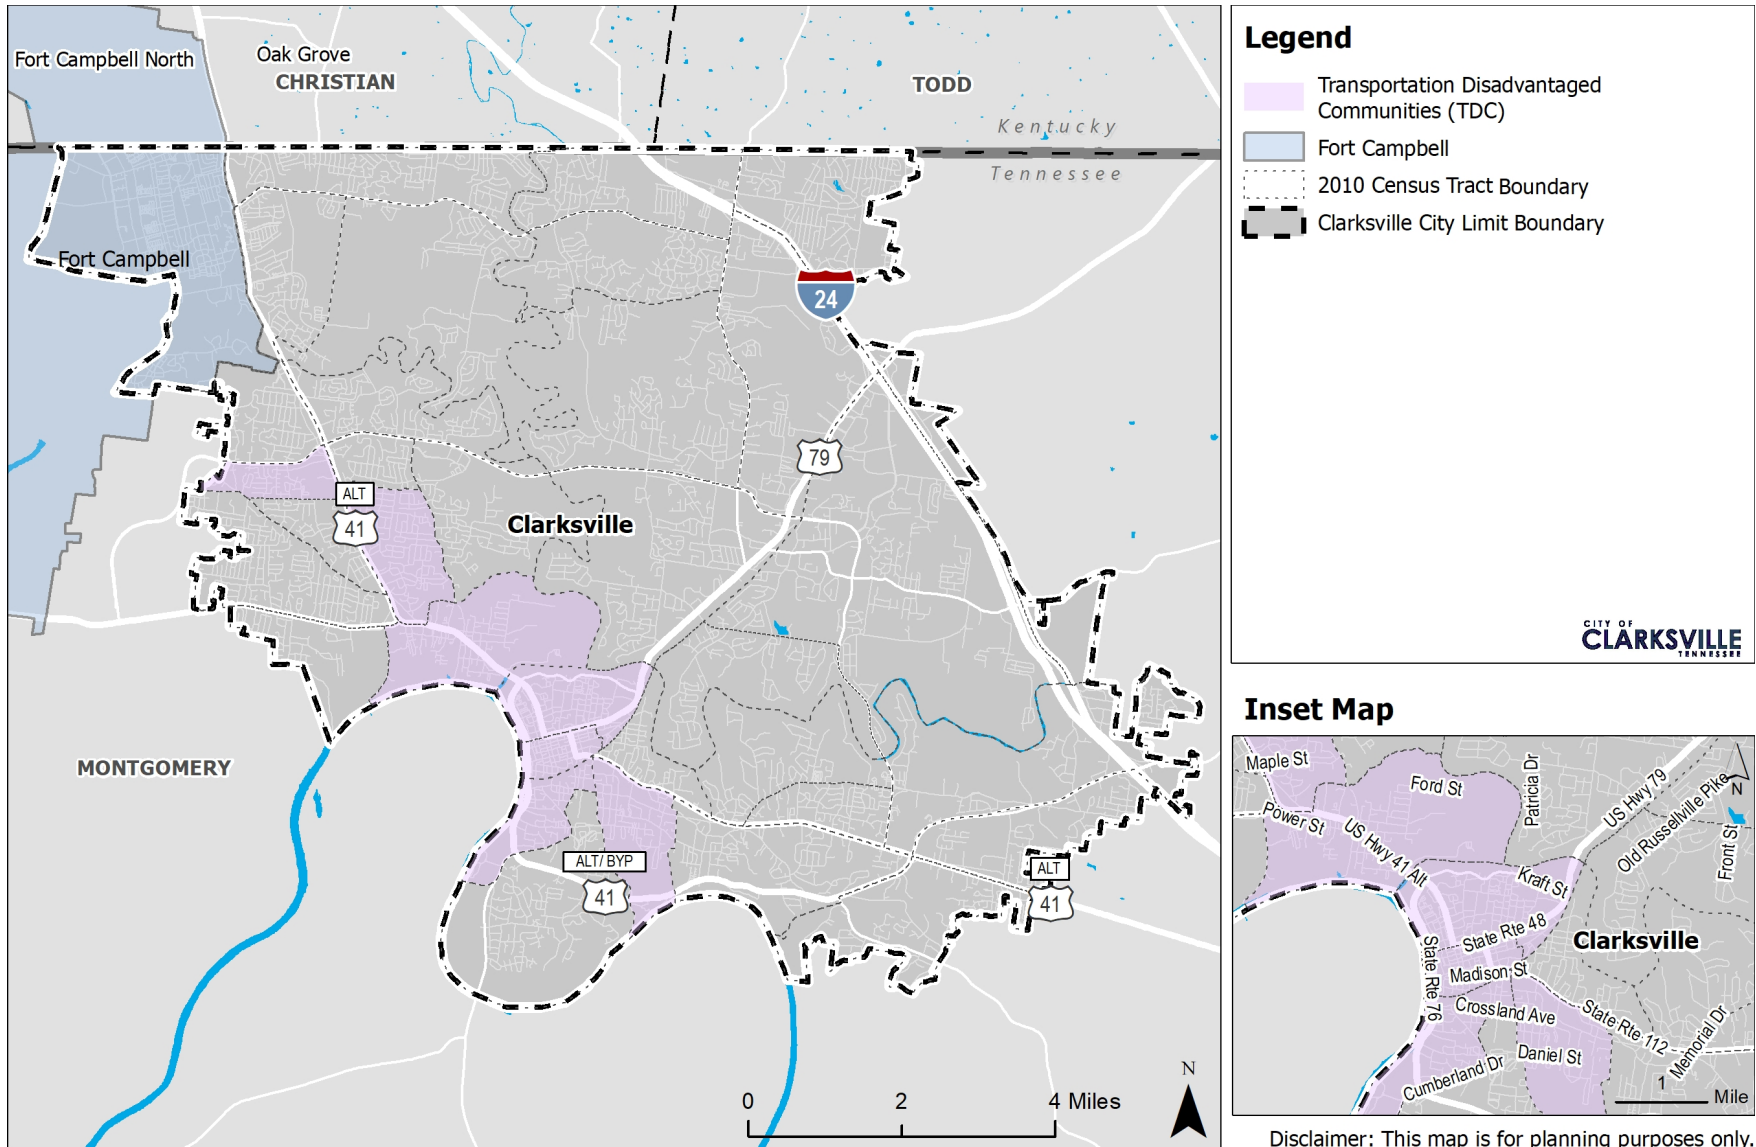 Fort Campbell North
Oak Grove
CHRISTIAN
TODD
Kentucky
Tennessee
Fort Campbell
24
79
ALT
41
Clarksville
MONTGOMERY
ALT/ BYP
41
ALT
41
N
0 2 4 Miles
Legend
Transportation Disadvantaged
Communities (TDC)
Fort Campbell
2010 Census Tract Boundary
Clarksville City Limit Boundary
CITY OF
CLARKSVILLE
TENNESSEE
Inset Map
Maple St
Ford St
Patricia Dr
US Hwy 79
Old Russellville Pike
N
Front St
Power St
US Hwy 41 Alt
Kraft St
State Rte 48
Clarksville
State Rte 76
Madison St
Crossland Ave
State Rte 112
Memorial Dr
Daniel St
Cumberland Dr
1
Mile
Disclaimer: This map is for planning purposes only.